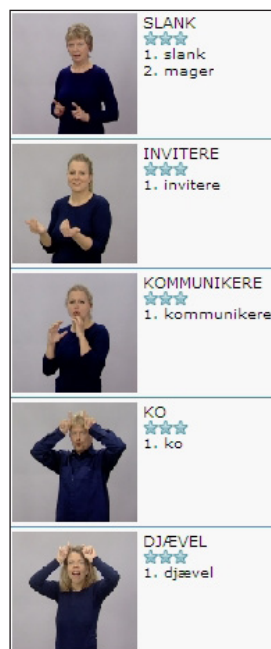 SLANK
1. slank
2. mager
INVITERE
1. invitere
KOMMUNIKERE
1. kommunikere
KO
1. ko
DJÆVEL
1. djævel